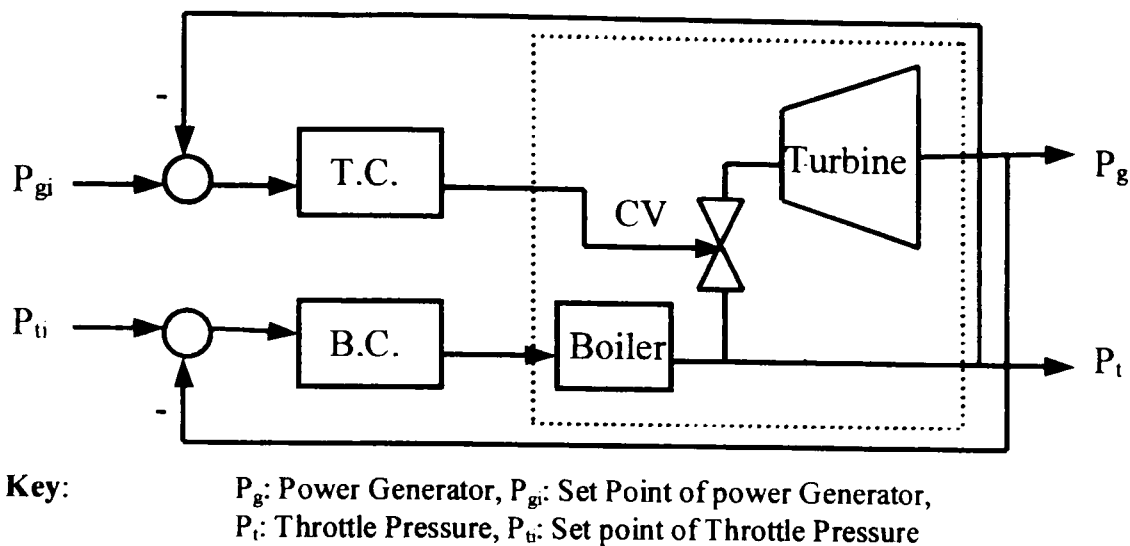 -
P_gi
T.C.
CV
Turbine
P_g
P_ti
B.C.
Boiler
P_t
-
Key: P_g: Power Generator, P_gi: Set Point of power Generator,
P_t: Throttle Pressure, P_ti: Set point of Throttle Pressure